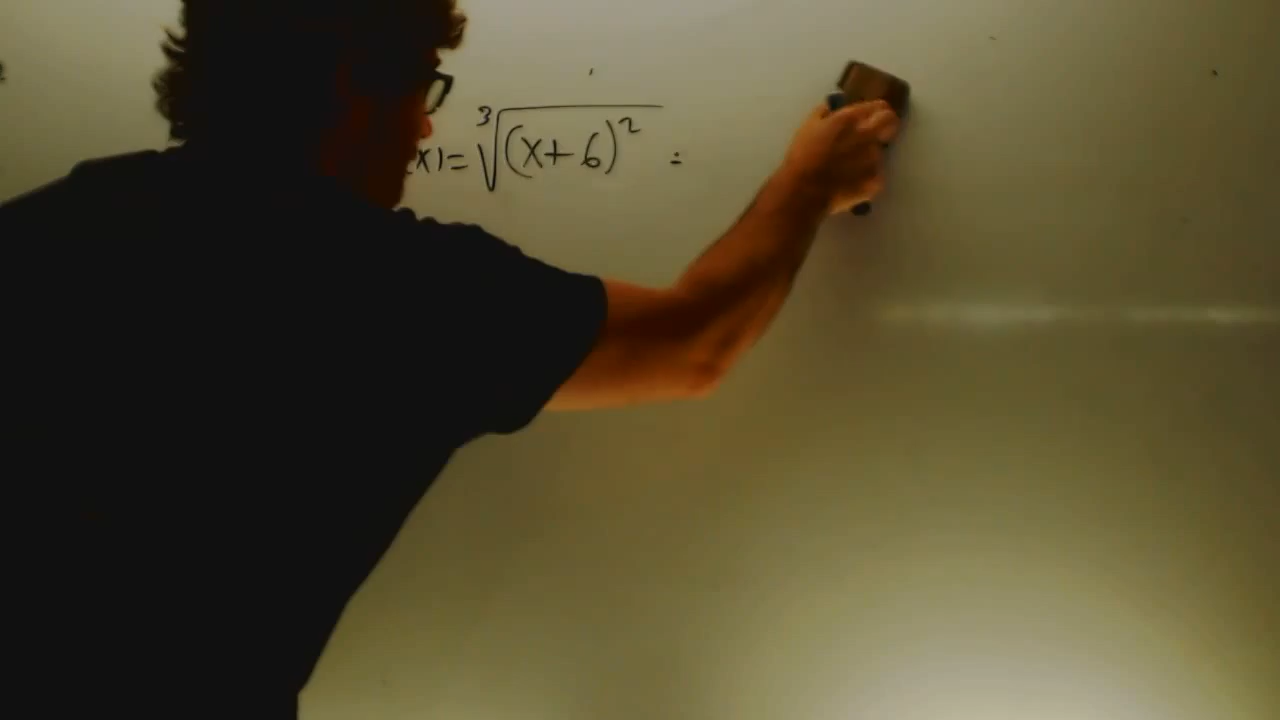 (x) = ∛(x+6)² =